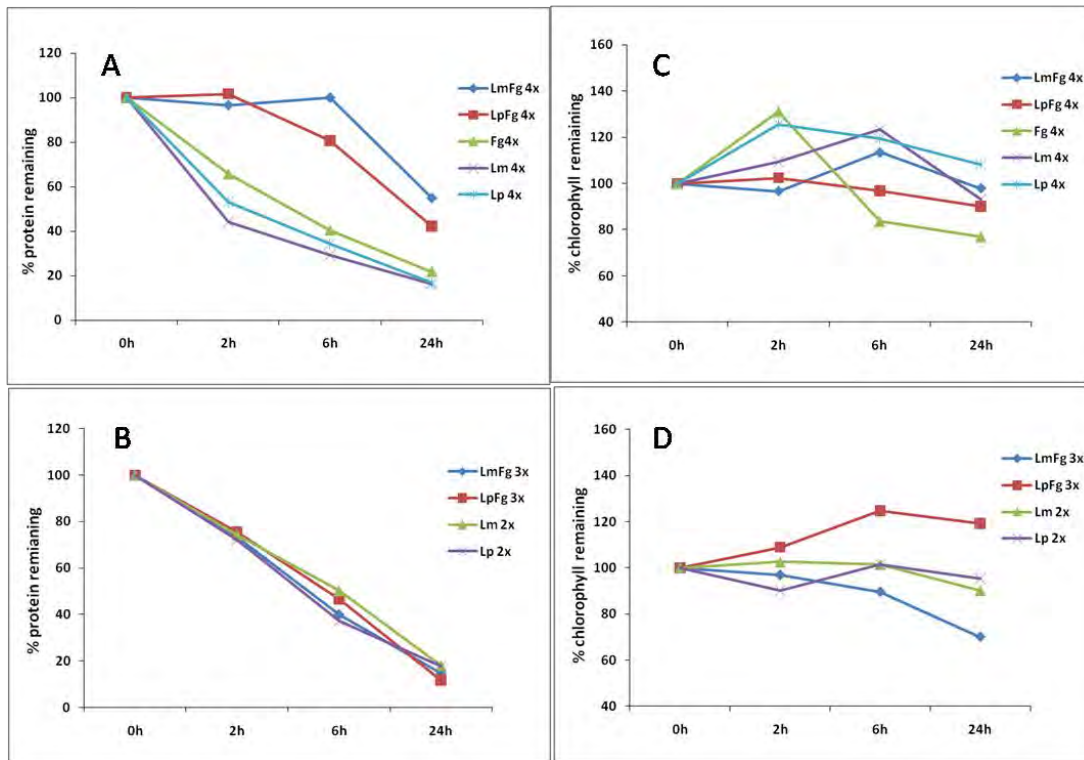 A
% protein remaining
120
100
80
60
40
20
0
0h 2h 6h 24h
LmFg 4x
LpFg 4x
Fg4x
Lm 4x
Lp 4x
C
% chlorophyll remiaining
160
140
120
100
80
60
40
0h 2h 6h 24h
LmFg 4x
LpFg 4x
Fg 4x
Lm 4x
Lp 4x
B
% protein remianing
120
100
80
60
40
20
0
0h 2h 6h 24h
LmFg 3x
LpFg 3x
Lm 2x
Lp 2x
D
% chlorophyll remaining
160
140
120
100
80
60
40
0h 2h 6h 24h
LmFg 3x
LpFg 3x
Lm 2x
Lp 2x